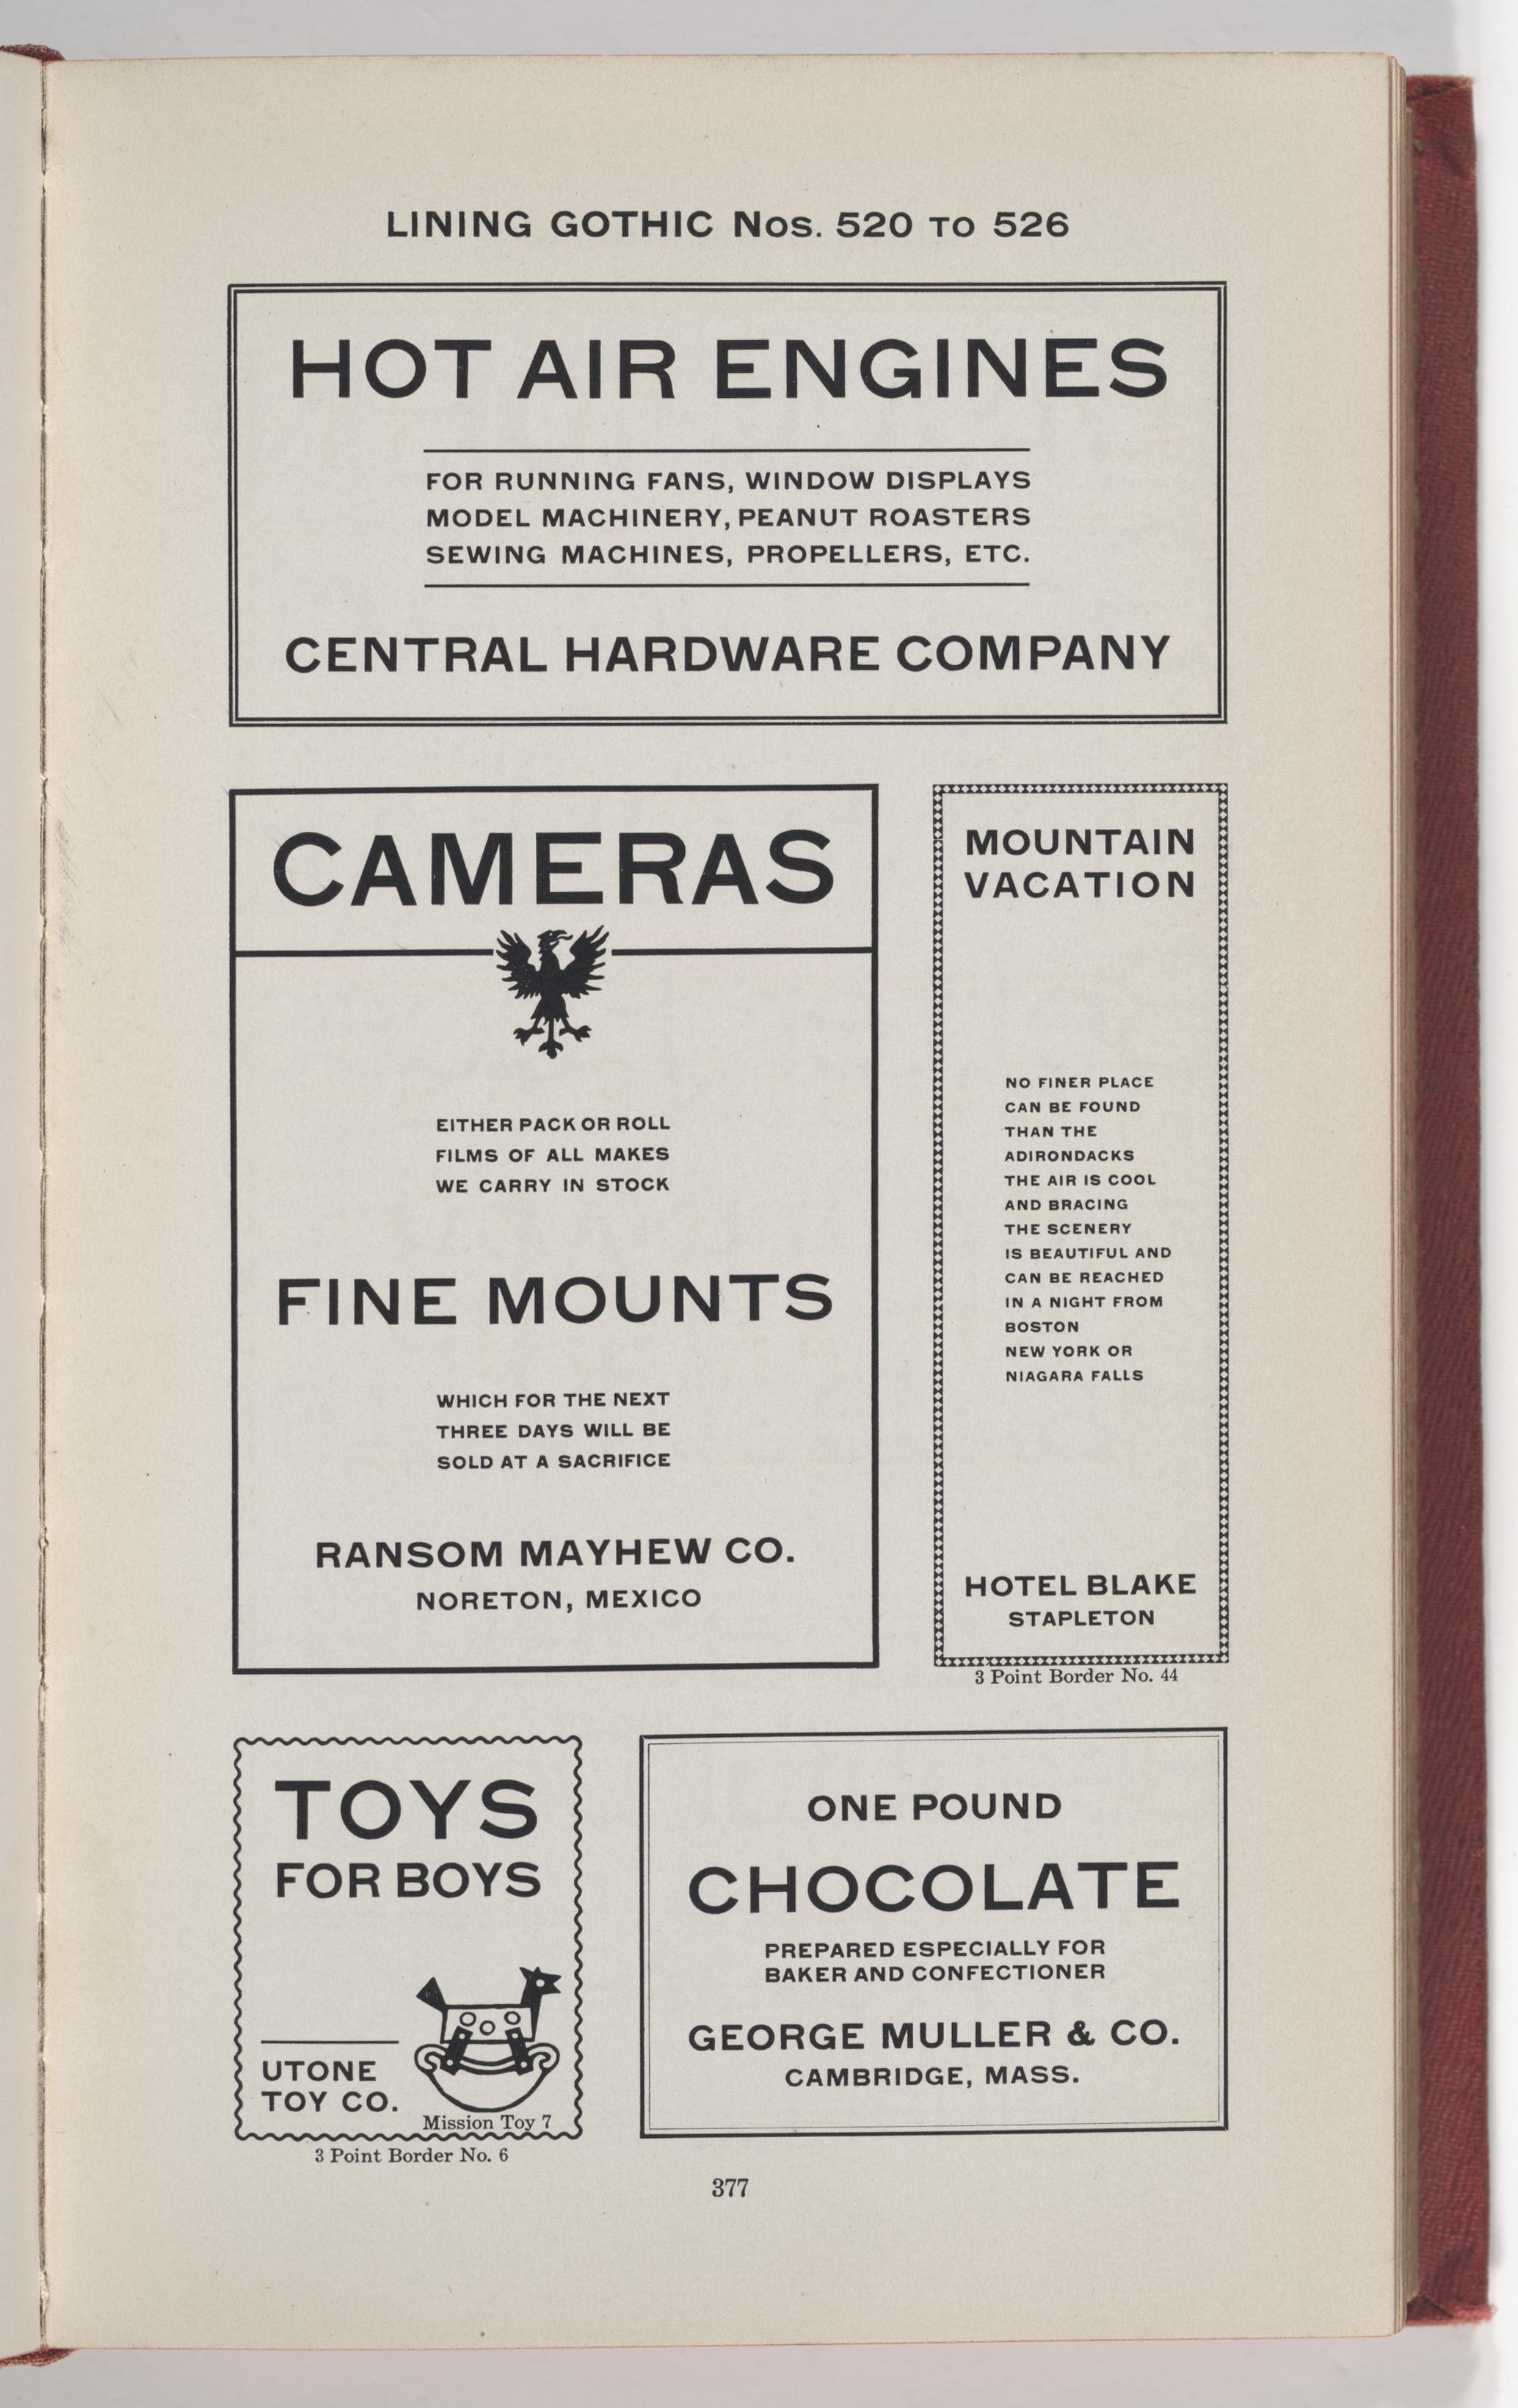 LINING GOTHIC Nos. 520 TO 526
HOT AIR ENGINES
FOR RUNNING FANS, WINDOW DISPLAYS
MODEL MACHINERY, PEANUT ROASTERS
SEWING MACHINES, PROPELLERS, ETC.
CENTRAL HARDWARE COMPANY
CAMERAS
EITHER PACK OR ROLL
FILMS OF ALL MAKES
WE CARRY IN STOCK
FINE MOUNTS
WHICH FOR THE NEXT
THREE DAYS WILL BE
SOLD AT A SACRIFICE
RANSOM MAYHEW CO.
NORETON, MEXICO
MOUNTAIN
VACATION
NO FINER PLACE
CAN BE FOUND
THAN THE
ADIRONDACKS
THE AIR IS COOL
AND BRACING
THE SCENERY
IS BEAUTIFUL AND
CAN BE REACHED
IN A NIGHT FROM
BOSTON
NEW YORK OR
NIAGARA FALLS
HOTEL BLAKE
STAPLETON
3 Point Border No. 44
TOYS
FOR BOYS
UTONE
TOY CO.
Mission Toy 7
3 Point Border No. 6
ONE POUND
CHOCOLATE
PREPARED ESPECIALLY FOR
BAKER AND CONFECTIONER
GEORGE MULLER & CO.
CAMBRIDGE, MASS.
377